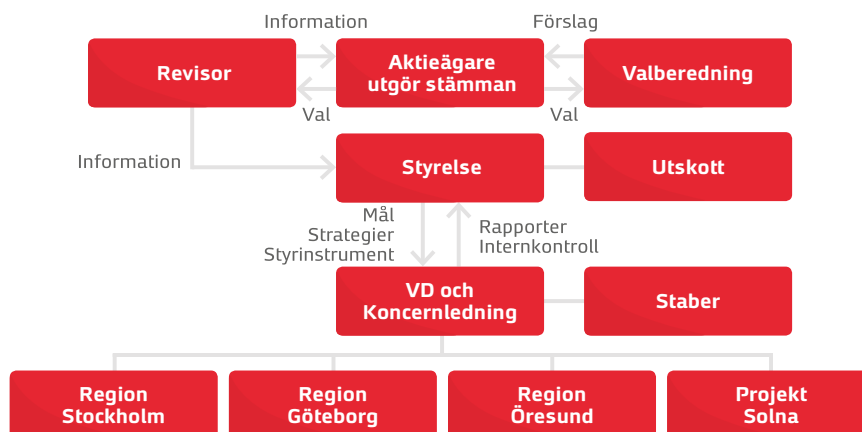 Information
Förslag
Revisor
Aktieägare
utgör stämman
Valberedning
Val
Val
Information
Styrelse
Utskott
Mål
Strategier
Styrinstrument
Rapporter
Internkontroll
VD och
Koncernledning
Staber
Region
Stockholm
Region
Göteborg
Region
Öresund
Projekt
Solna